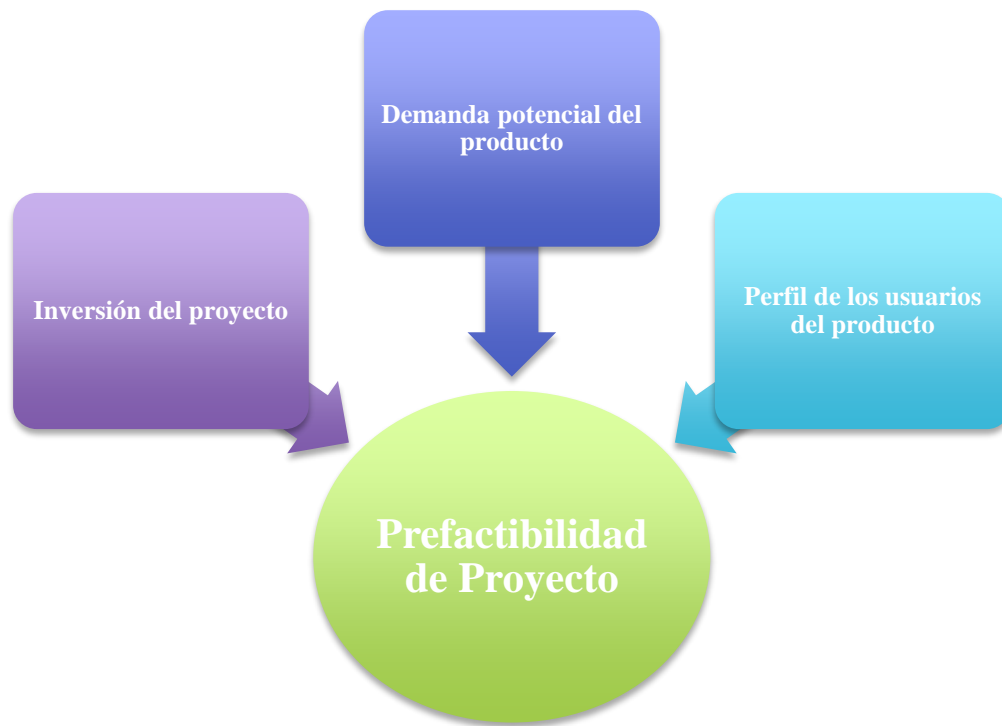 Demanda potencial del
producto
Inversión del proyecto
Perfil de los usuarios
del producto
Prefactibilidad
de Proyecto